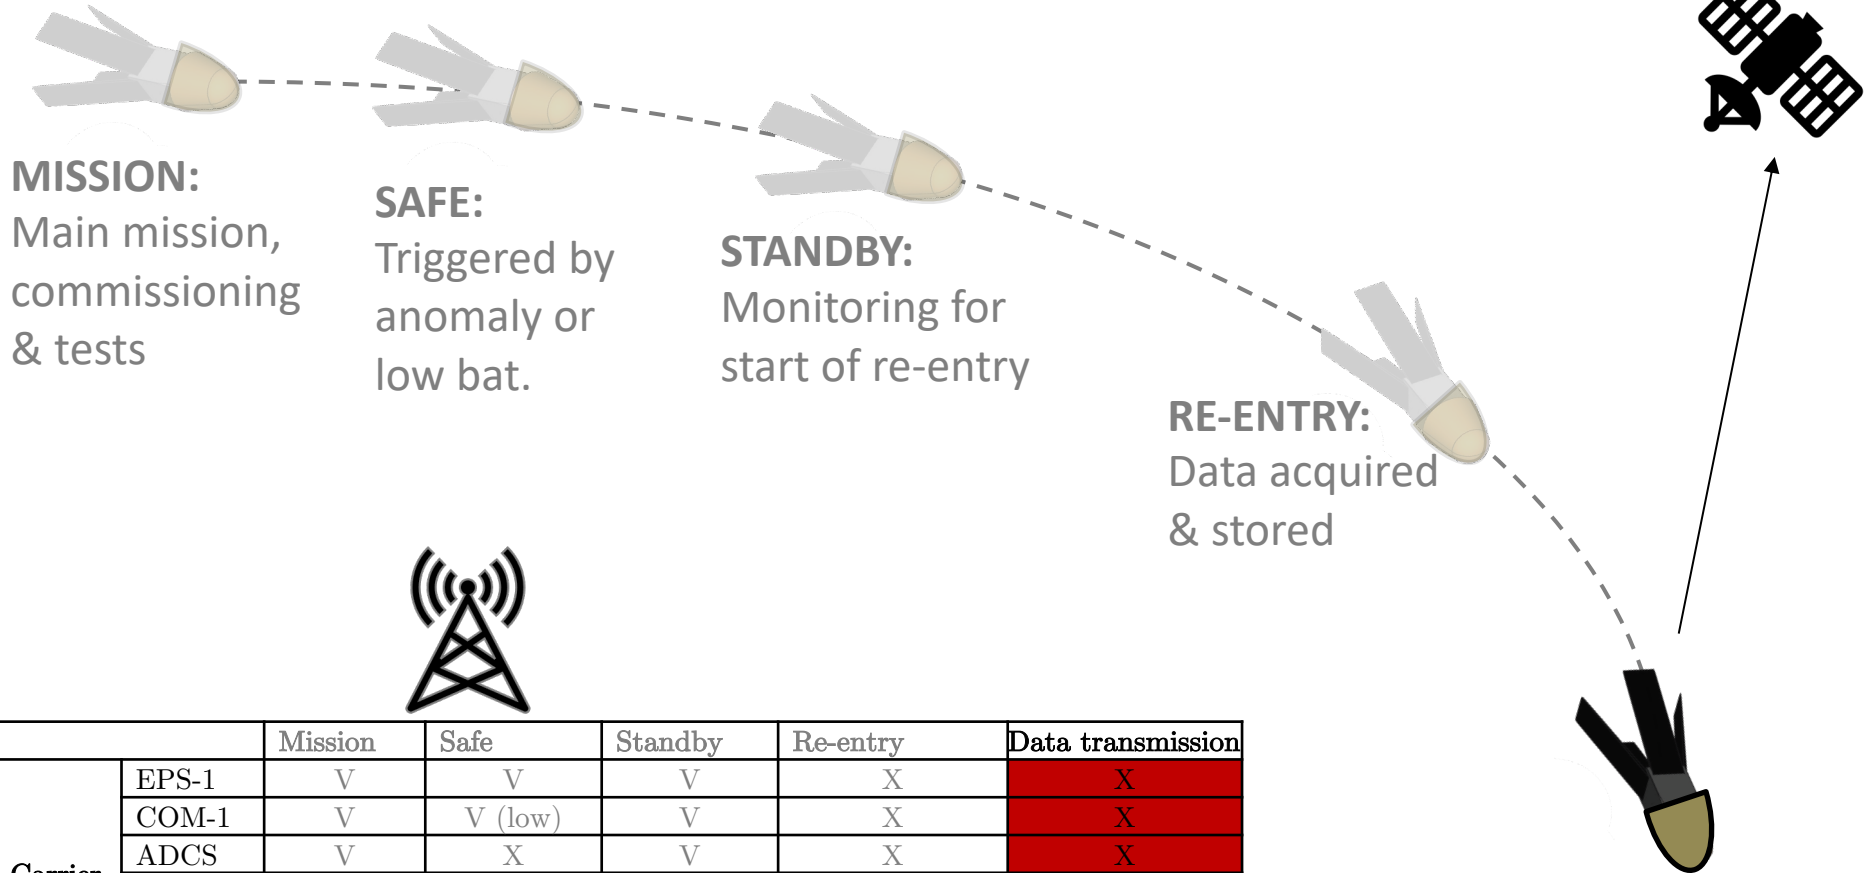 MISSION:
Main mission,
commissioning
& tests
SAFE:
Triggered by
anomaly or
low bat.
STANDBY:
Monitoring for
start of re-entry
RE-ENTRY:
Data acquired
& stored
Mission Safe Standby Re-entry Data transmission
EPS-1 V V V X X
COM-1 V V (low) V X X
ADCS V X V X X
Carrier